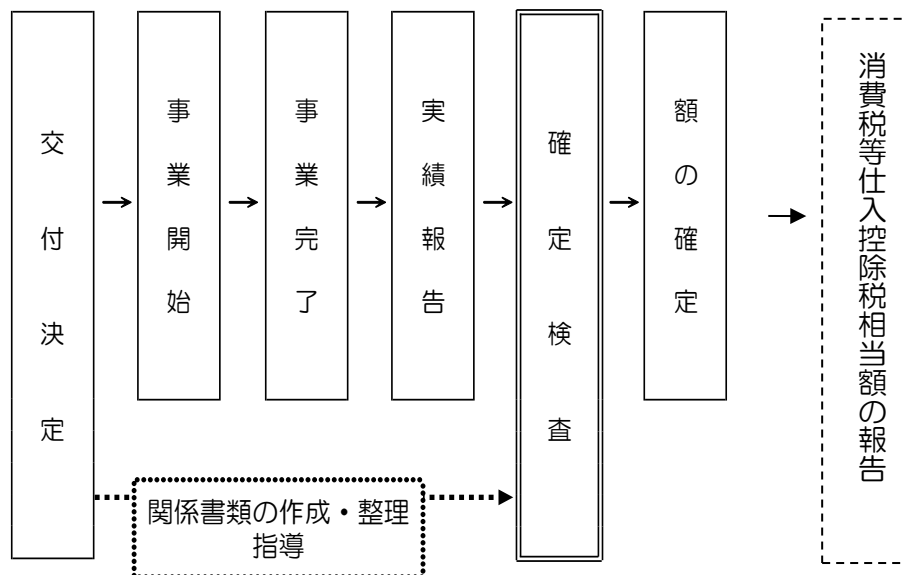 交付決定
事業開始
事業完了
実績報告
確定検査
額の確定
消費税等仕入控除税相当額の報告
関係書類の作成・整理
指導